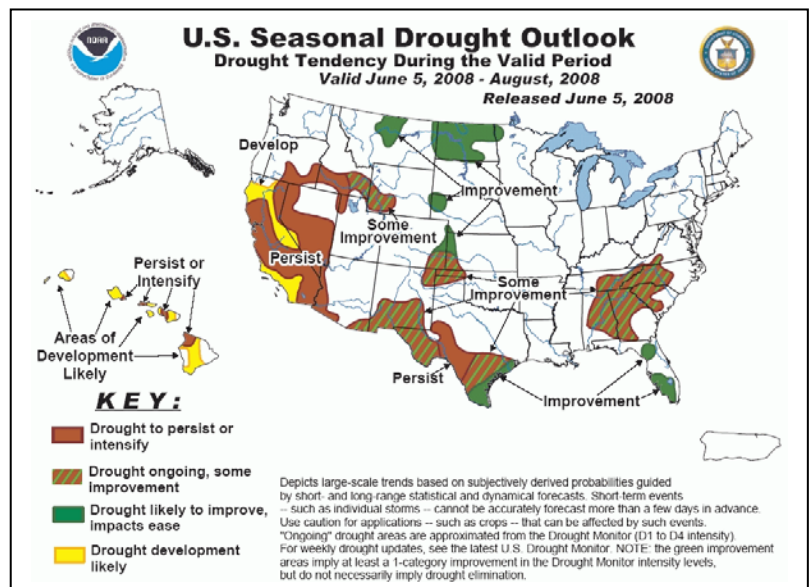 NOAA
U.S. Seasonal Drought Outlook
Drought Tendency During the Valid Period
Valid June 5, 2008 - August, 2008
Released June 5, 2008
Develop
Improvement
Some
Improvement
Persist
Some
Improvement
Persist
Improvement
Persist or
Intensify
Areas of
Development
Likely
KEY:
Drought to persist or
intensify
Drought ongoing, some
improvement
Drought likely to improve,
impacts ease
Drought development
likely
Depicts large-scale trends based on subjectively derived probabilities guided
by short- and long-range statistical and dynamical forecasts. Short-term events
-- such as individual storms -- cannot be accurately forecast more than a few days in advance.
Use caution for applications -- such as crops -- that can be affected by such events.
"Ongoing" drought areas are approximated from the Drought Monitor (D1 to D4 intensity).
For weekly drought updates, see the latest U.S. Drought Monitor. NOTE: the green improvement
areas imply at least a 1-category improvement in the Drought Monitor intensity levels,
but do not necessarily imply drought elimination.